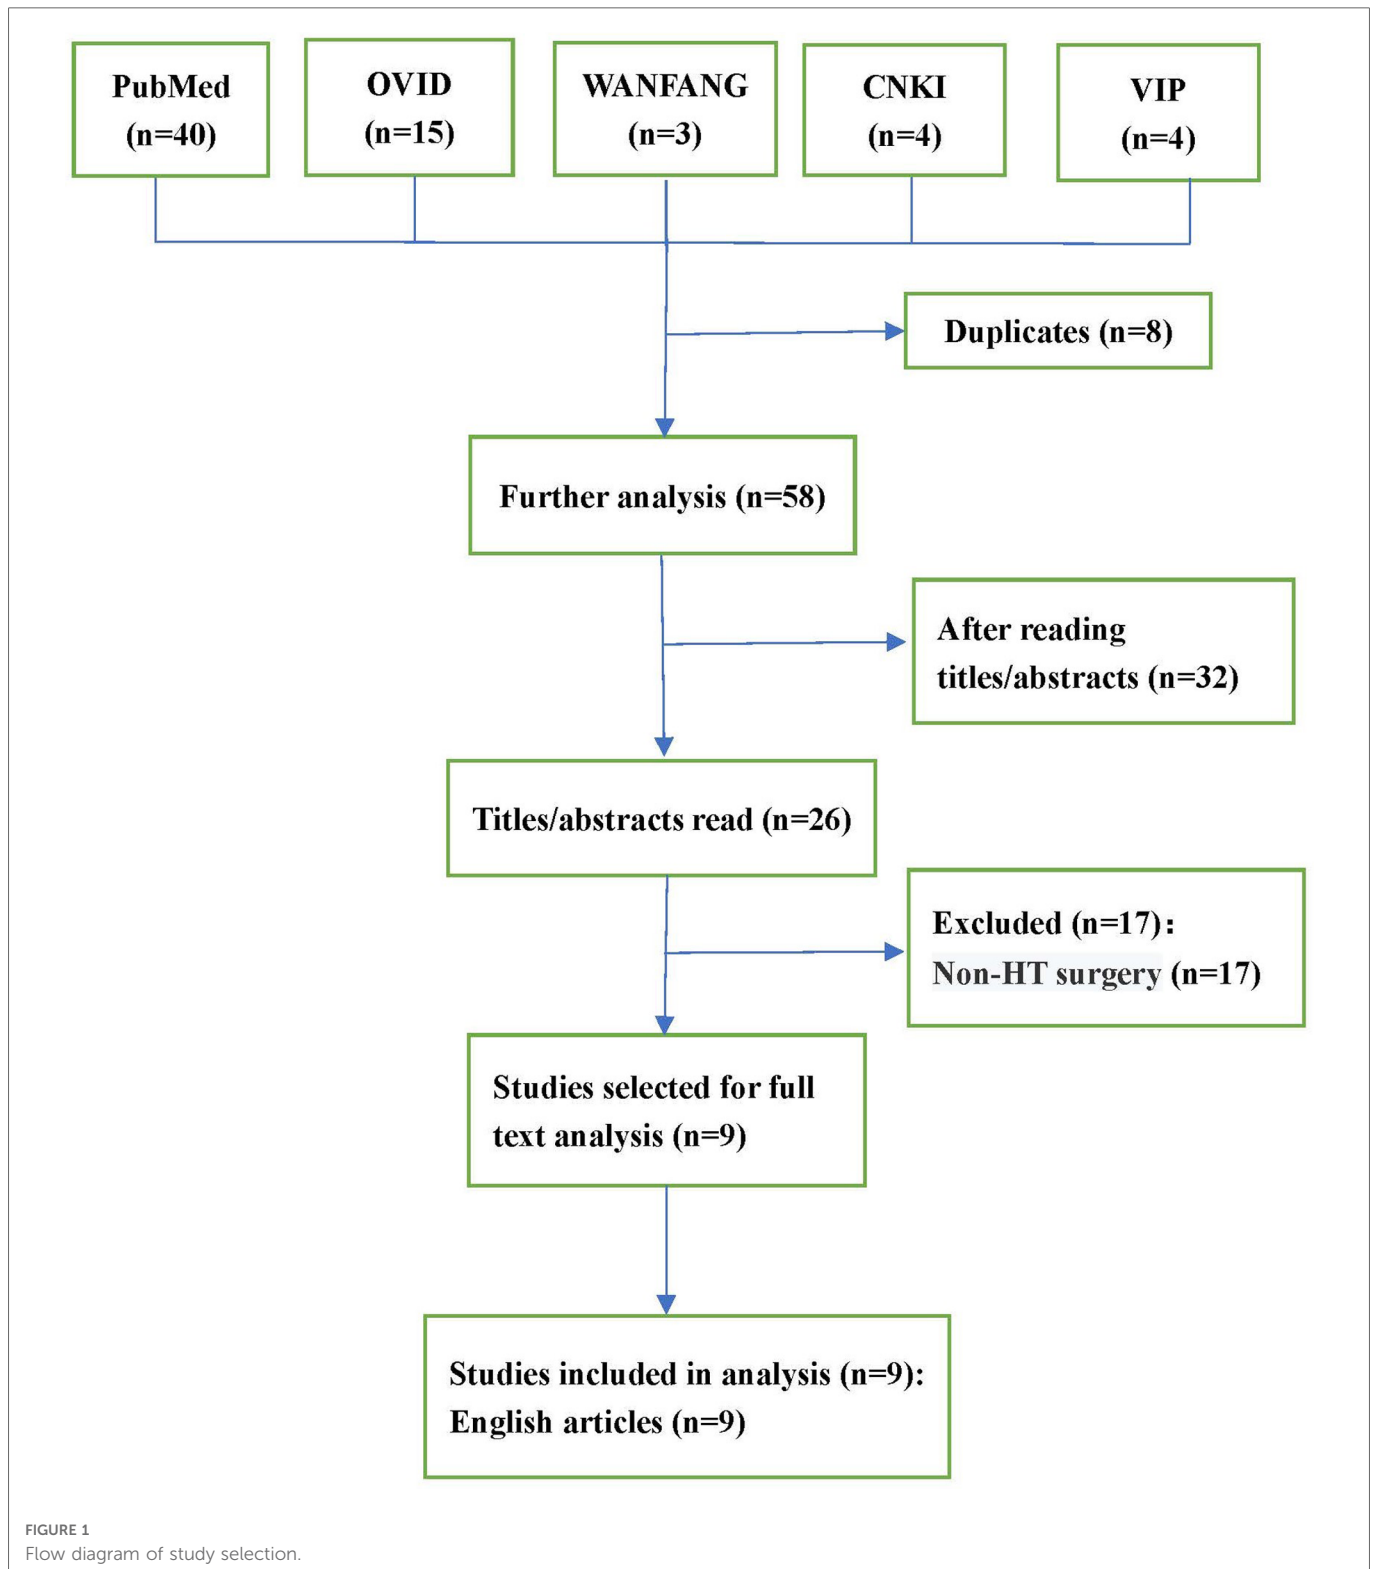 PubMed
(n=40)
OVID
(n=15)
WANFANG
(n=3)
CNKI
(n=4)
VIP
(n=4)
Duplicates (n=8)
Further analysis (n=58)
After reading
titles/abstracts (n=32)
Titles/abstracts read (n=26)
Excluded (n=17)：
Non-HT surgery (n=17)
Studies selected for full
text analysis (n=9)
Studies included in analysis (n=9):
English articles (n=9)
FIGURE 1
Flow diagram of study selection.